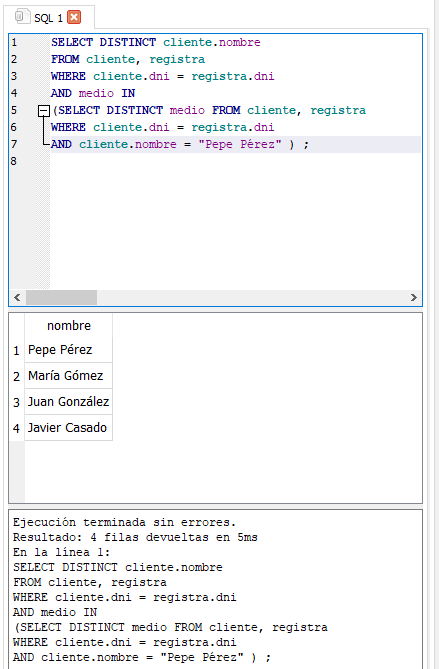 SQL 1
1 SELECT DISTINCT cliente.nombre
2 FROM cliente, registra
3 WHERE cliente.dni = registra.dni
4 AND medio IN
5 (SELECT DISTINCT medio FROM cliente, registra
6 WHERE cliente.dni = registra.dni
7 AND cliente.nombre = "Pepe Pérez" ) ;
8
nombre
1 Pepe Pérez
2 María Gómez
3 Juan González
4 Javier Casado
Ejecución terminada sin errores.
Resultado: 4 filas devueltas en 5ms
En la línea 1:
SELECT DISTINCT cliente.nombre
FROM cliente, registra
WHERE cliente.dni = registra.dni
AND medio IN
(SELECT DISTINCT medio FROM cliente, registra
WHERE cliente.dni = registra.dni
AND cliente.nombre = "Pepe Pérez" ) ;